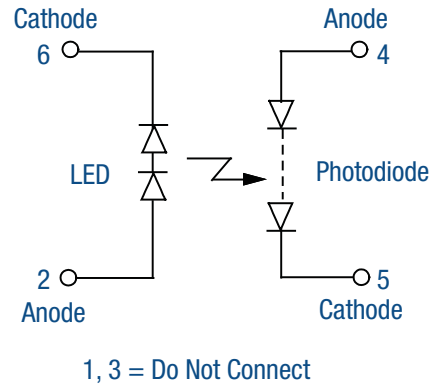 Cathode
6
Anode
4
LED
Photodiode
2
Anode
5
Cathode
1, 3 = Do Not Connect